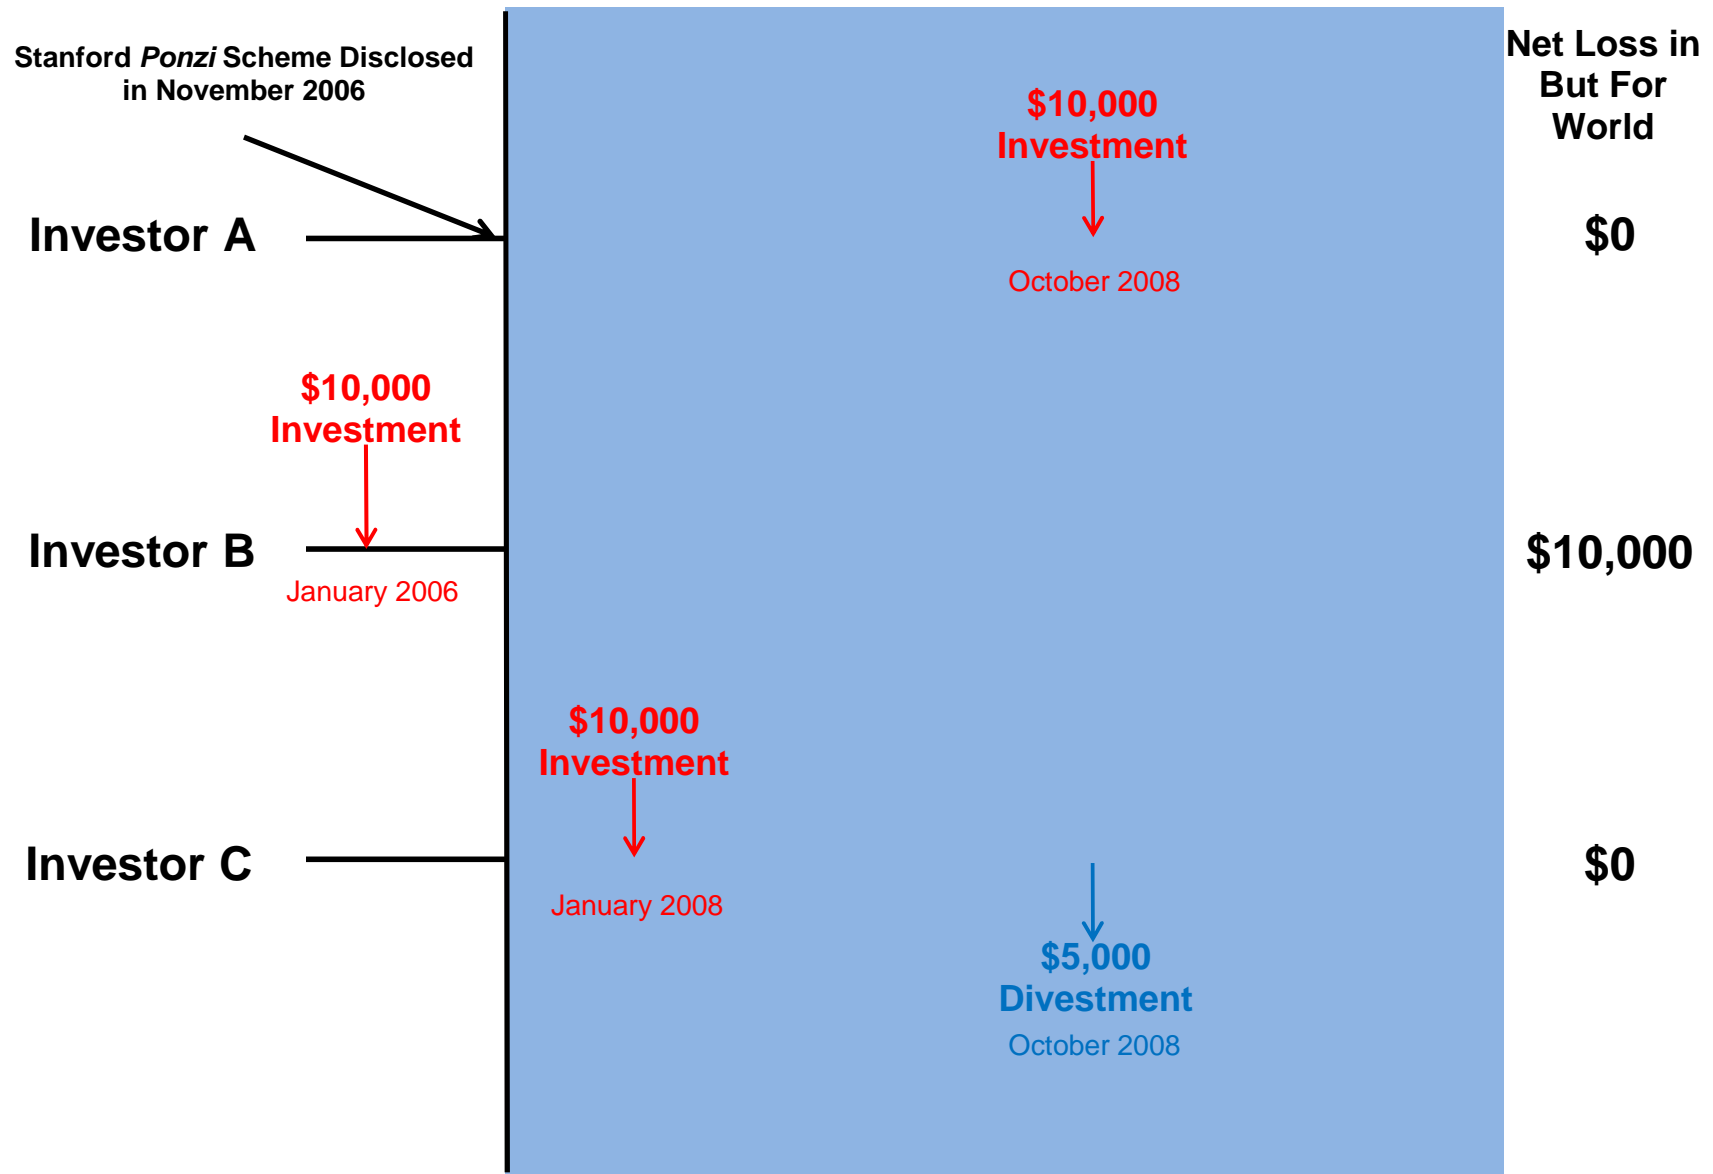 Stanford Ponzi Scheme Disclosed
in November 2006
Net Loss in
But For
World
$10,000
Investment
Investor A
$0
October 2008
$10,000
Investment
Investor B
$10,000
January 2006
$10,000
Investment
Investor C
$0
January 2008
$5,000
Divestment
October 2008